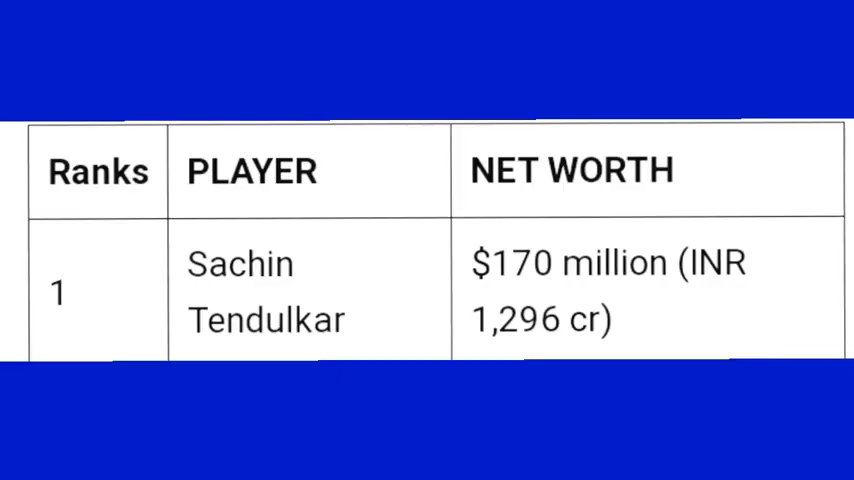 Ranks PLAYER NET WORTH
1 Sachin Tendulkar $170 million (INR 1,296 cr)